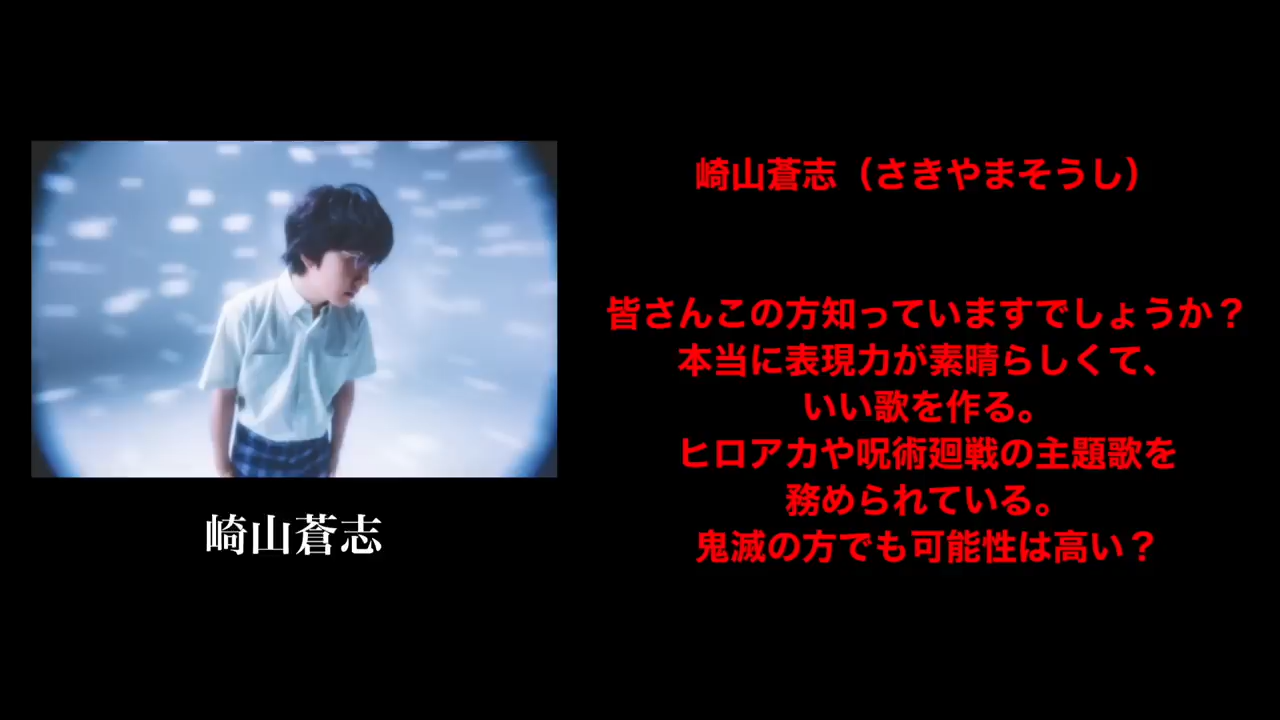 崎山蒼志
崎山蒼志（さきやまそうし）
皆さんこの方知っていますでしょうか？
本当に表現力が素晴らしくて、
いい歌を作る。
ヒロアカや呪術廻戦の主題歌を
務められている。
鬼滅の方でも可能性は高い？